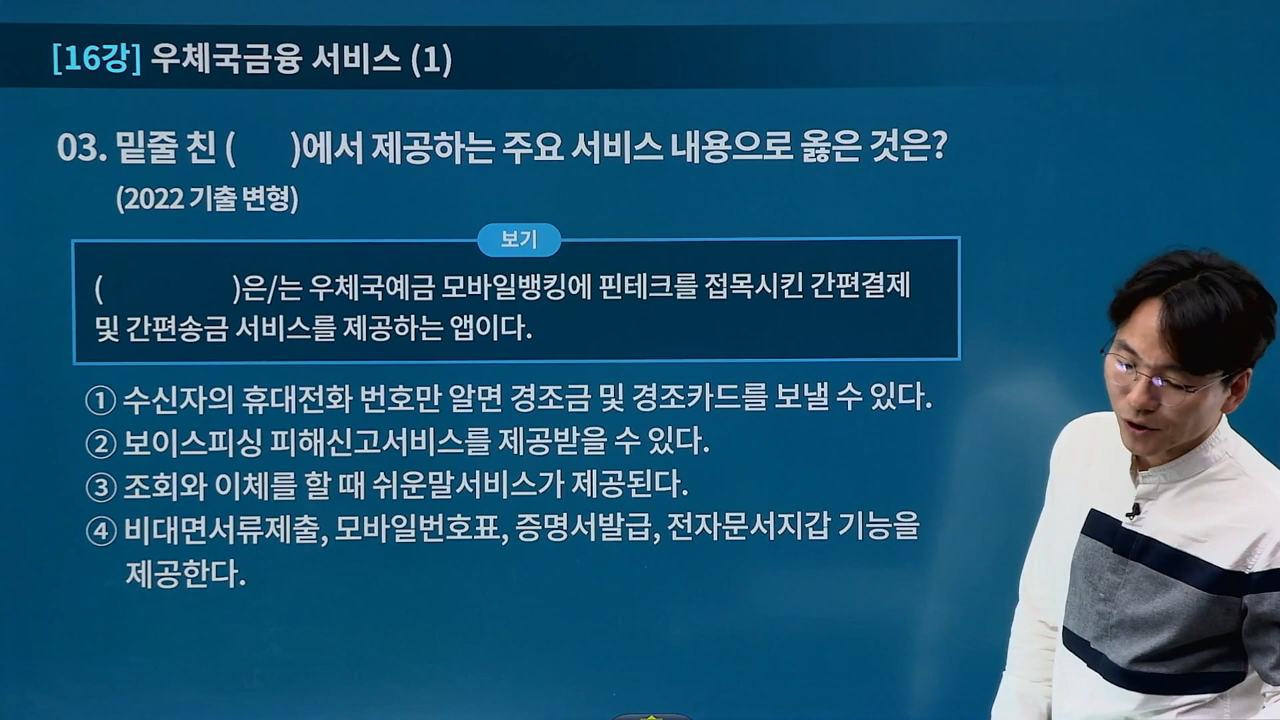 [16강] 우체국금융 서비스 (1)
03. 밑줄 친 (      )에서 제공하는 주요 서비스 내용으로 옳은 것은?
(2022 기출 변형)
보기
(            )은/는 우체국예금 모바일뱅킹에 핀테크를 접목시킨 간편결제
및 간편송금 서비스를 제공하는 앱이다.
① 수신자의 휴대전화 번호만 알면 경조금 및 경조카드를 보낼 수 있다.
② 보이스피싱 피해신고서비스를 제공받을 수 있다.
③ 조회와 이체를 할 때 쉬운말서비스가 제공된다.
④ 비대면서류제출, 모바일번호표, 증명서발급, 전자문서지갑 기능을
제공한다.